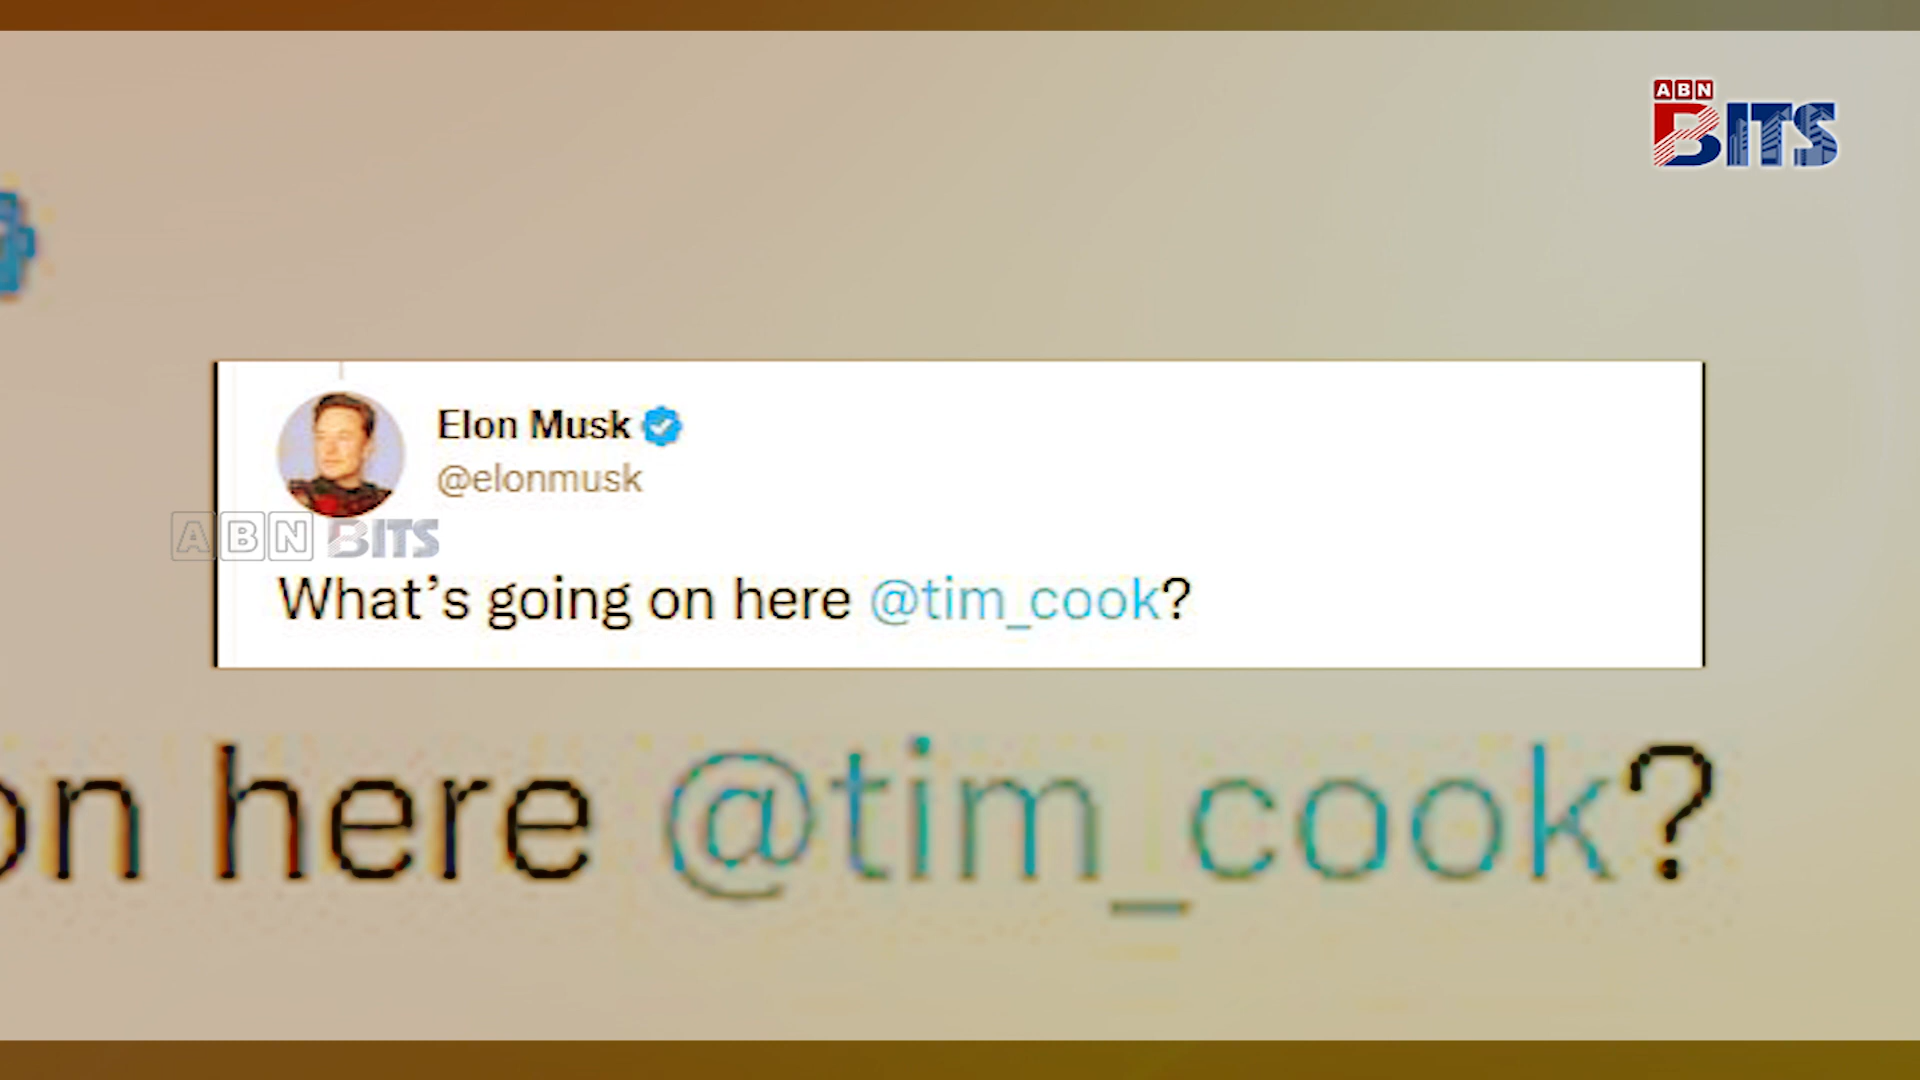 ABN
BITS
Elon Musk
@elonmusk
ABN BITS
What’s going on here @tim_cook?
on here @tim_cook?